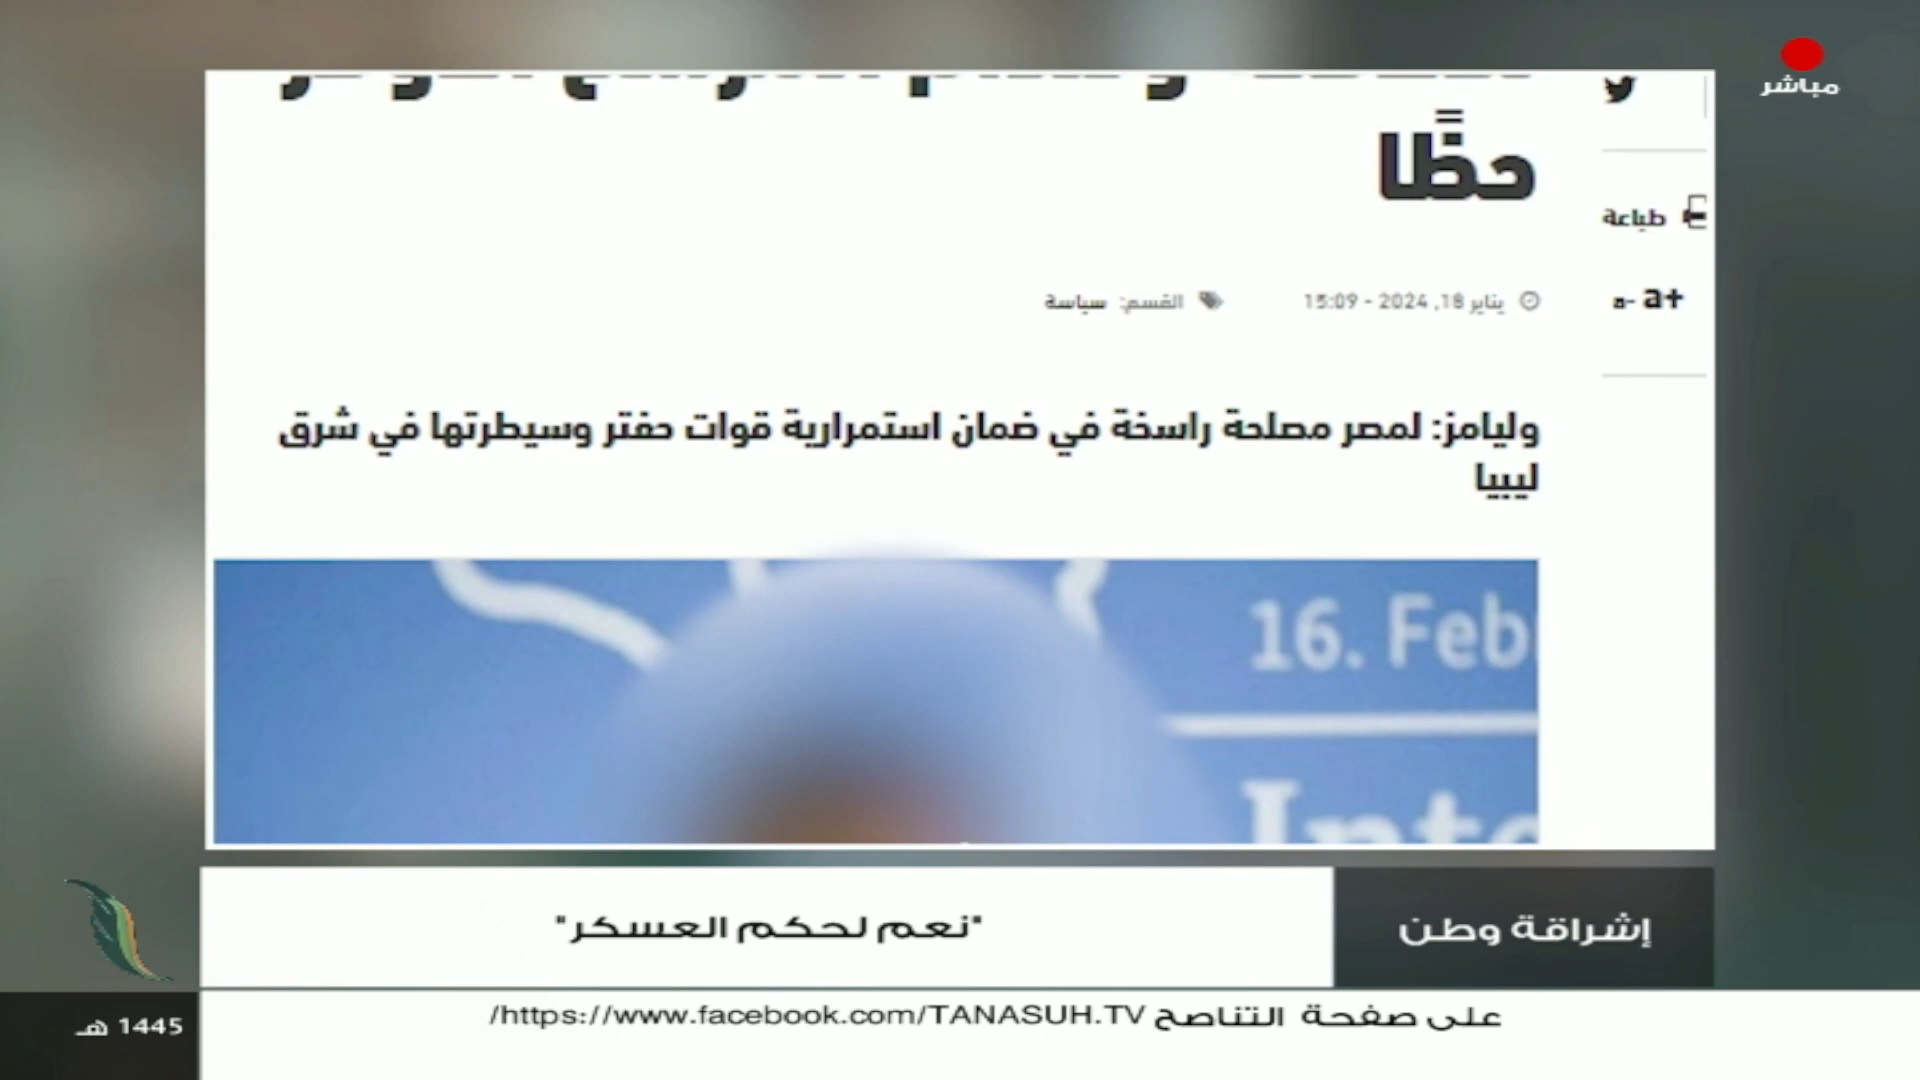 مباشر
حظًا
طباعة
a+ a-
يناير 18, 2024 - 15:09
القسم: سياسة
وليامز: لمصر مصلحة راسخة في ضمان استمرارية قوات حفتر وسيطرتها في شرق
ليبيا
16. Feb
Inte
إشراقة وطن
"نعم لحكم العسكر"
على صفحة التناصح https://www.facebook.com/TANASUH.TV/
1445 هـ